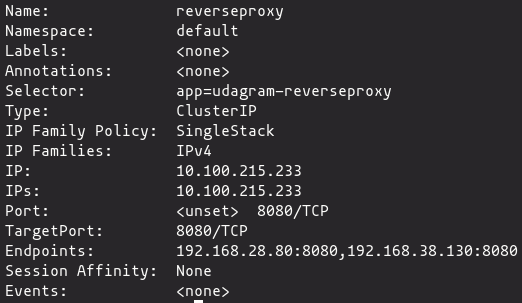 Name: reverseproxy
Namespace: default
Labels: <none>
Annotations: <none>
Selector: app=udagram-reverseproxy
Type: ClusterIP
IP Family Policy: SingleStack
IP Families: IPv4
IP: 10.100.215.233
IPs: 10.100.215.233
Port: <unset> 8080/TCP
TargetPort: 8080/TCP
Endpoints: 192.168.28.80:8080,192.168.38.130:8080
Session Affinity: None
Events: <none>